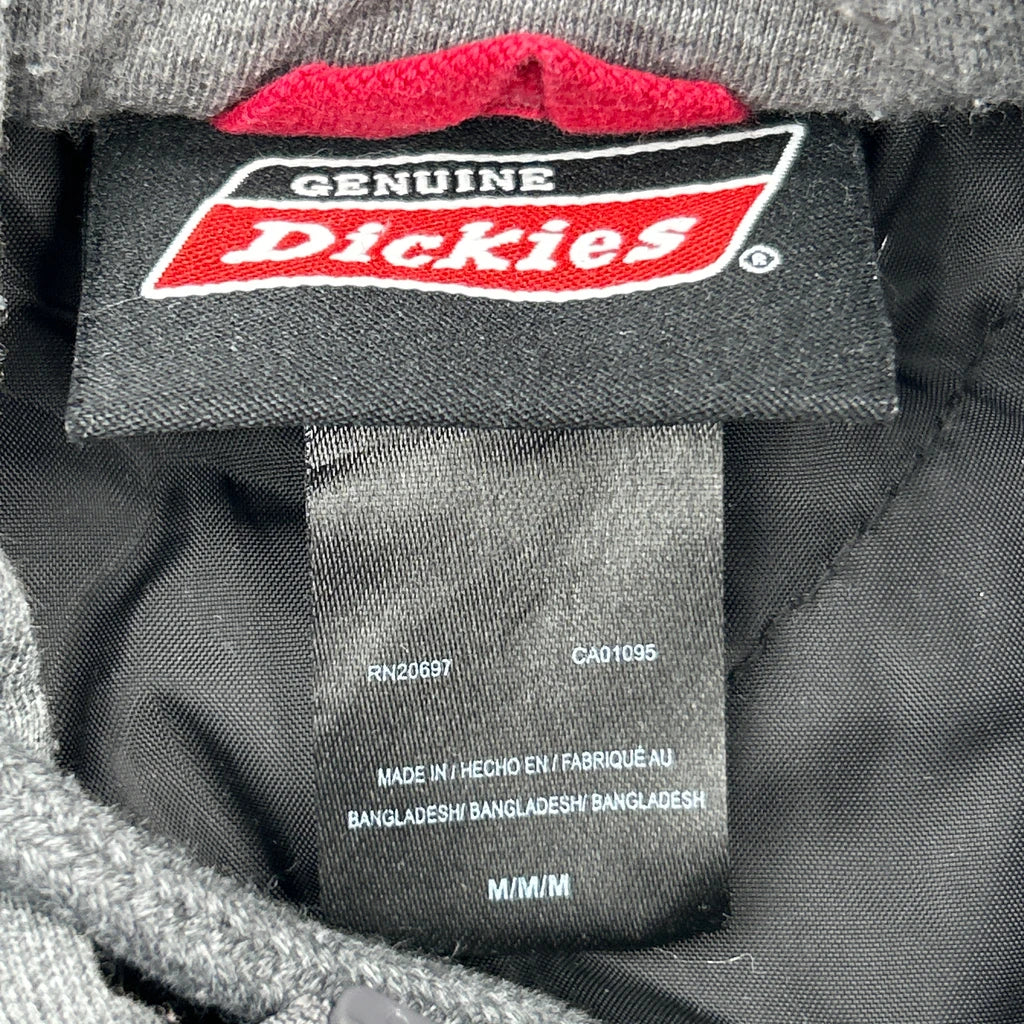 GENUINE
Dickies®
RN20697 CA01095
MADE IN / HECHO EN / FABRIQUÉ AU
BANGLADESH/ BANGLADESH/ BANGLADESH
M/M/M